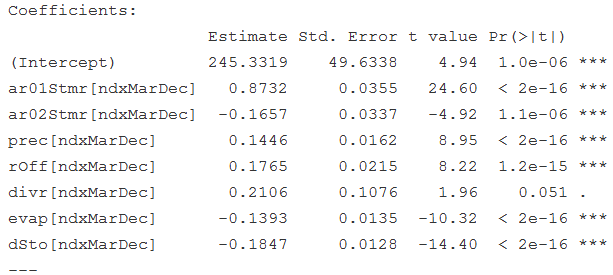 Coefficients:
Estimate Std. Error t value Pr(>|t|)
(Intercept) 245.3319 49.6338 4.94 1.0e-06 ***
ar01Stmr[ndxMarDec] 0.8732 0.0355 24.60 < 2e-16 ***
ar02Stmr[ndxMarDec] -0.1657 0.0337 -4.92 1.1e-06 ***
prec[ndxMarDec] 0.1446 0.0162 8.95 < 2e-16 ***
rOff[ndxMarDec] 0.1765 0.0215 8.22 1.2e-15 ***
divr[ndxMarDec] 0.2106 0.1076 1.96 0.051 .
evap[ndxMarDec] -0.1393 0.0135 -10.32 < 2e-16 ***
dSto[ndxMarDec] -0.1847 0.0128 -14.40 < 2e-16 ***
---